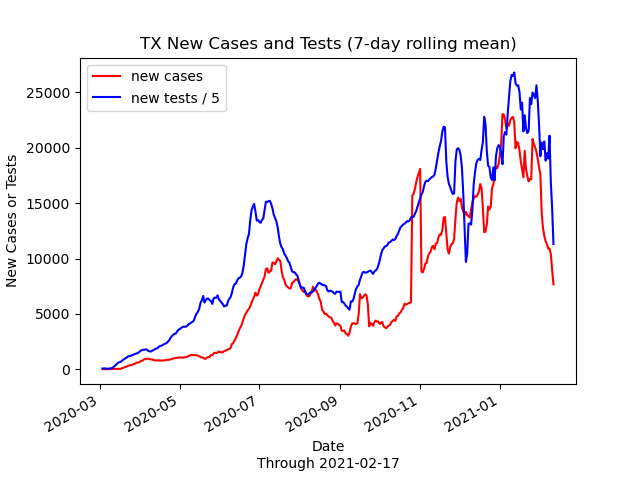 TX New Cases and Tests (7-day rolling mean)
new cases
new tests / 5
25000
20000
15000
10000
5000
0
New Cases or Tests
2020-03
2020-05
2020-07
2020-09
2020-11
2021-01
Date
Through 2021-02-17